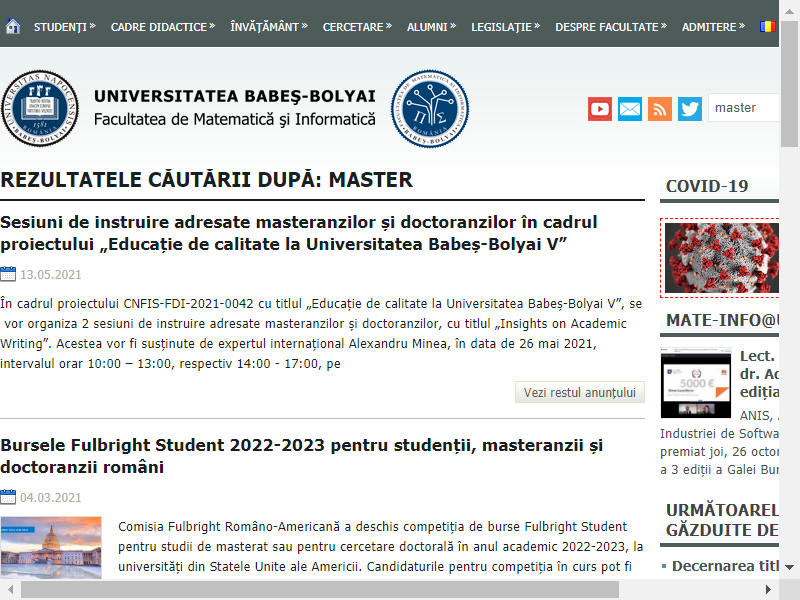 STUDENȚI »
CADRE DIDACTICE »
ÎNVĂȚĂMÂNT »
CERCETARE »
ALUMNI »
LEGISLAȚIE »
DESPRE FACULTATE »
ADMITERE »
UNIVERSITATEA BABEȘ-BOLYAI
Facultatea de Matematică și Informatică
master
REZULTATELE CĂUTĂRII DUPĂ: MASTER
Sesiuni de instruire adresate masteranzilor și doctoranzilor în cadrul
proiectului „Educație de calitate la Universitatea Babeș-Bolyai V”
13.05.2021
În cadrul proiectului CNFIS-FDI-2021-0042 cu titlul „Educație de calitate la Universitatea Babeș-Bolyai V”, se
vor organiza 2 sesiuni de instruire adresate masteranzilor și doctoranzilor, cu titlul „Insights on Academic
Writing”. Acestea vor fi susținute de expertul internațional Alexandru Minea, în data de 26 mai 2021,
intervalul orar 10:00 – 13:00, respectiv 14:00 - 17:00, pe
Vezi restul anunțului
Bursele Fulbright Student 2022-2023 pentru studenții, masteranzii și
doctoranzii români
04.03.2021
Comisia Fulbright Româno-Americană a deschis competiția de burse Fulbright Student
pentru studii de masterat sau pentru cercetare doctorală în anul academic 2022-2023, la
universități din Statele Unite ale Americii. Candidaturile pentru competiția în curs pot fi
COVID-19
MATE-INFO@U
5000 €
Lect.
dr. Ad
ediția
ANIS, A
Industriei de Softwa
premiat joi, 26 octor
a 3 ediții a Galei Bur
URMĂTOAREL
GĂZDUITE DE
Decernarea titl